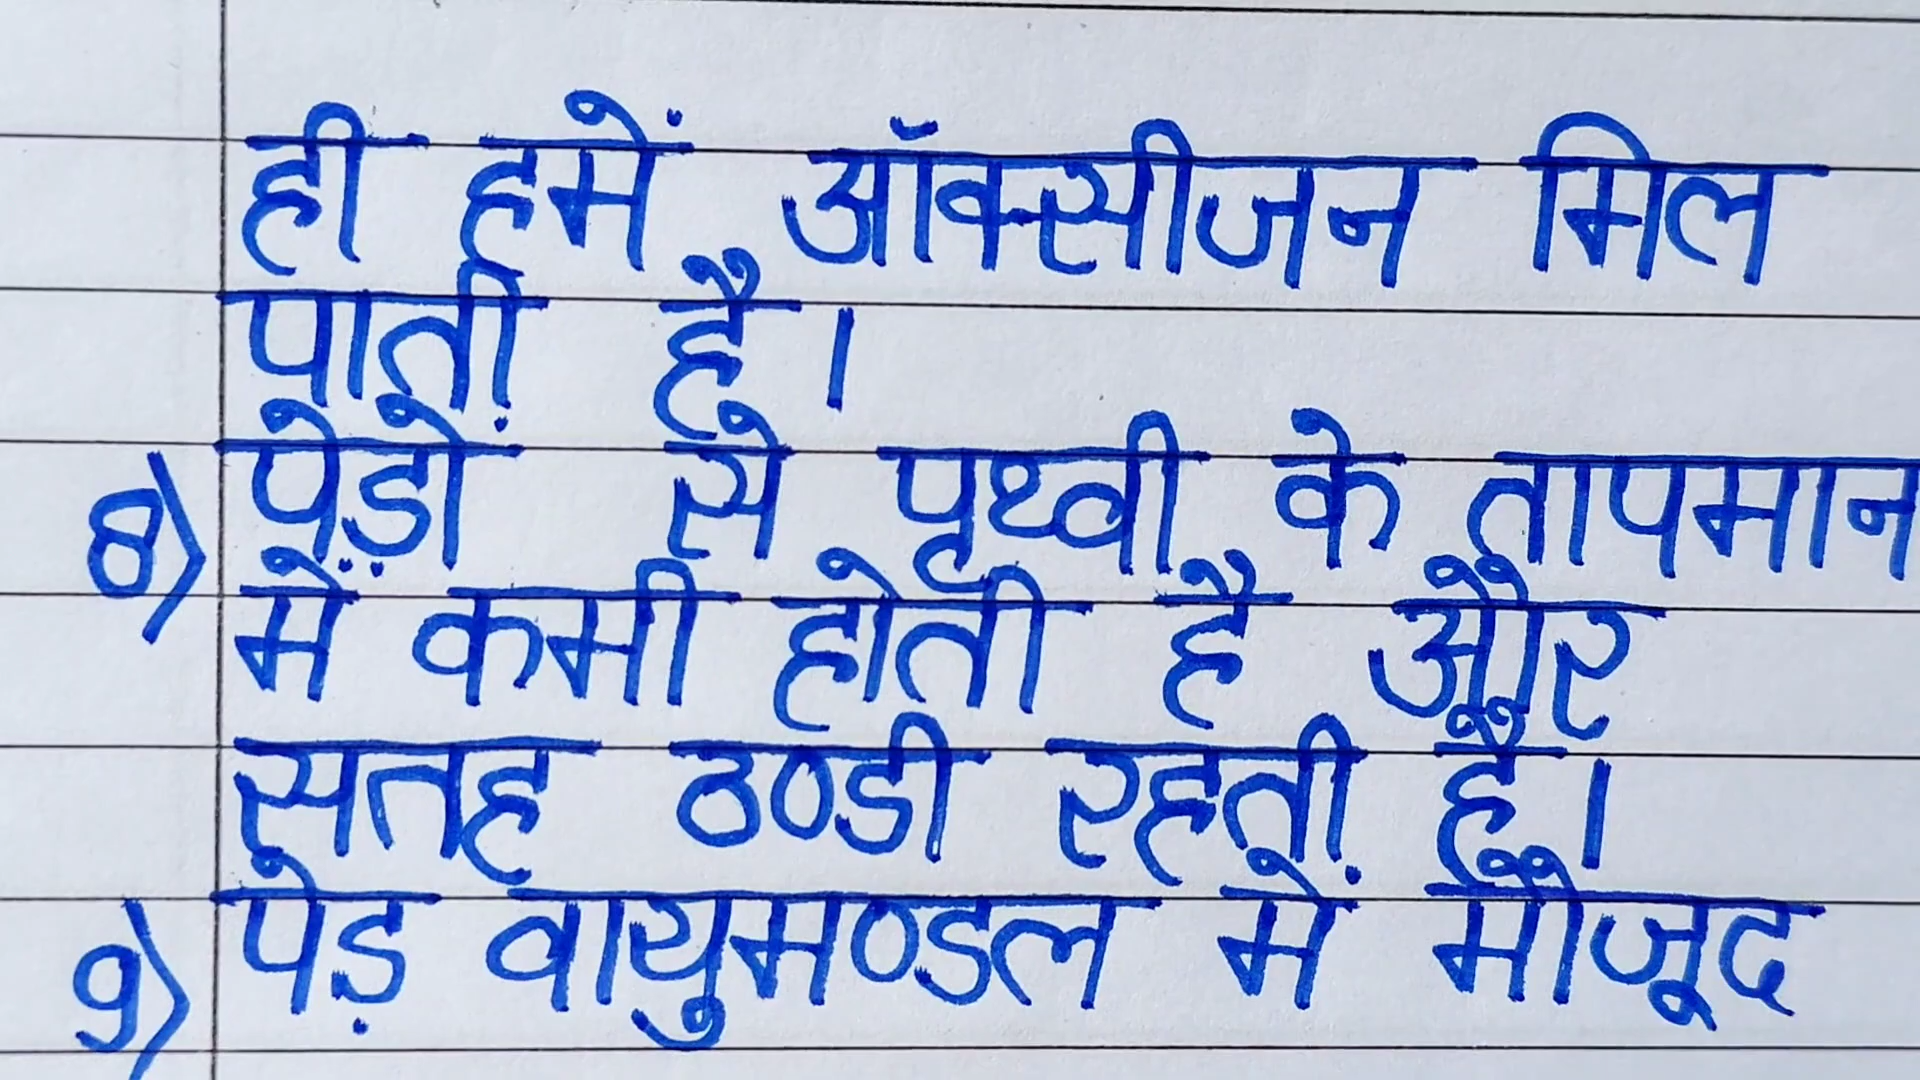 ही हमें ऑक्सीजन मिल
पाती है।
8) पेड़ों से पृथ्वी के तापमान
में कमी होती है और
सतह ठण्डी रहती है।
9) पेड़ वायुमण्डल में मौजूद